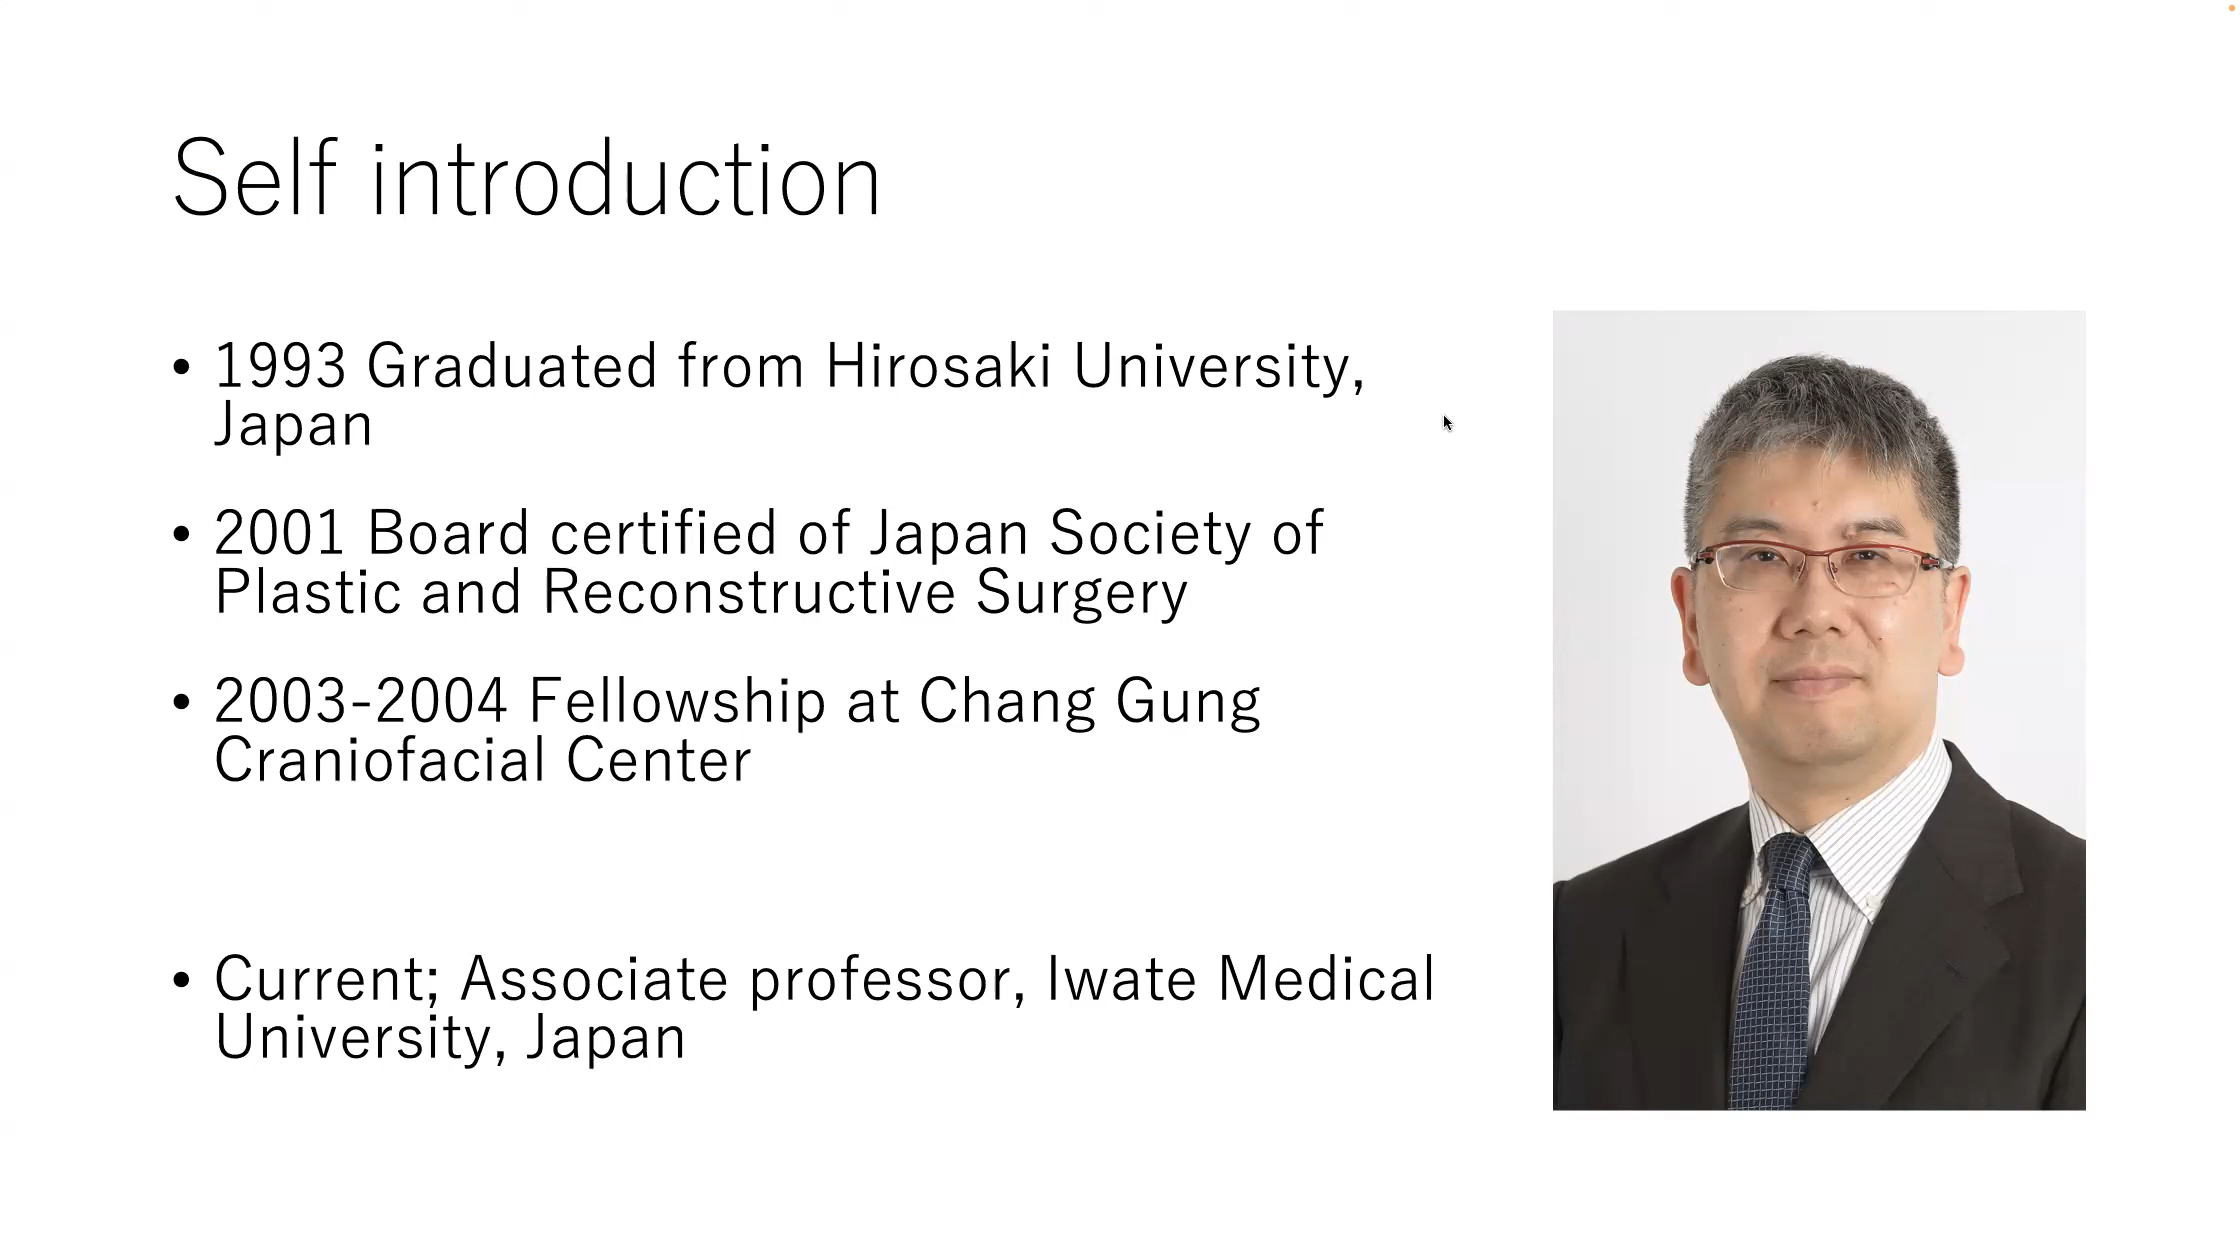 Self introduction
• 1993 Graduated from Hirosaki University,
Japan
• 2001 Board certified of Japan Society of
Plastic and Reconstructive Surgery
• 2003-2004 Fellowship at Chang Gung
Craniofacial Center
• Current; Associate professor, Iwate Medical
University, Japan